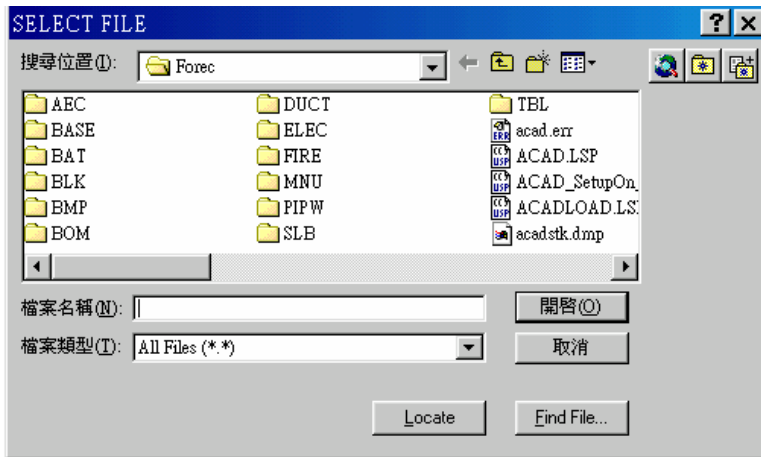 SELECT FILE
搜尋位置(I): Forec
AEC DUCT TBL
BASE ELEC acad.err
BAT FIRE ACAD.LSP
BLK MNU ACAD_SetupOn_
BMP PIPW ACADLOAD.LS
BOM SLB acadstk.dmp
檔案名稱(N): 開啓(O)
檔案類型(T): All Files (*.*) 取消
Locate Find File...